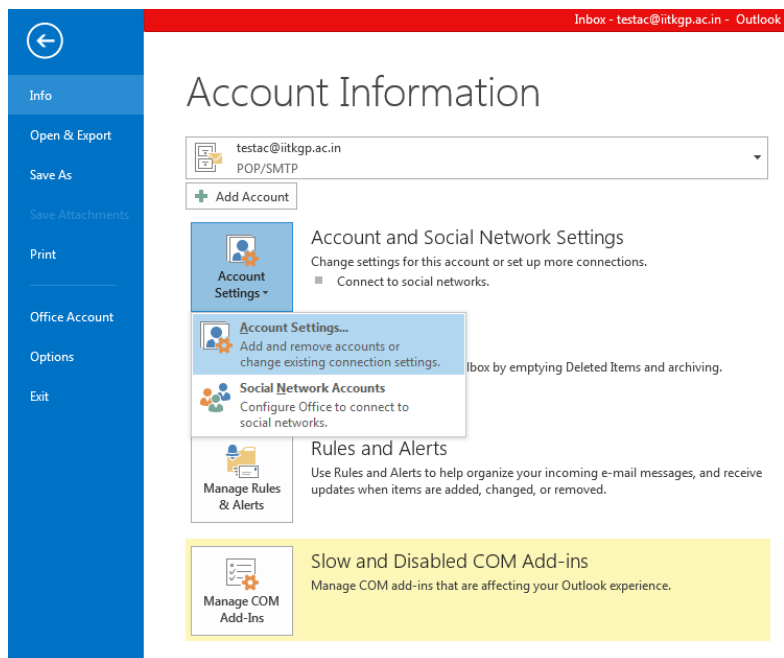 Inbox - testac@iitkgp.ac.in - Outlook
Info
Open & Export
Save As
Save Attachments
Print
Office Account
Options
Exit
Account Information
testac@iitkgp.ac.in
POP/SMTP
Add Account
Account
Settings
Account and Social Network Settings
Change settings for this account or set up more connections.
Connect to social networks.
Account Settings...
Add and remove accounts or
change existing connection settings.
Social Network Accounts
Configure Office to connect to
social networks.
lbox by emptying Deleted Items and archiving.
Manage Rules
& Alerts
Rules and Alerts
Use Rules and Alerts to help organize your incoming e-mail messages, and receive
updates when items are added, changed, or removed.
Manage COM
Add-Ins
Slow and Disabled COM Add-ins
Manage COM add-ins that are affecting your Outlook experience.